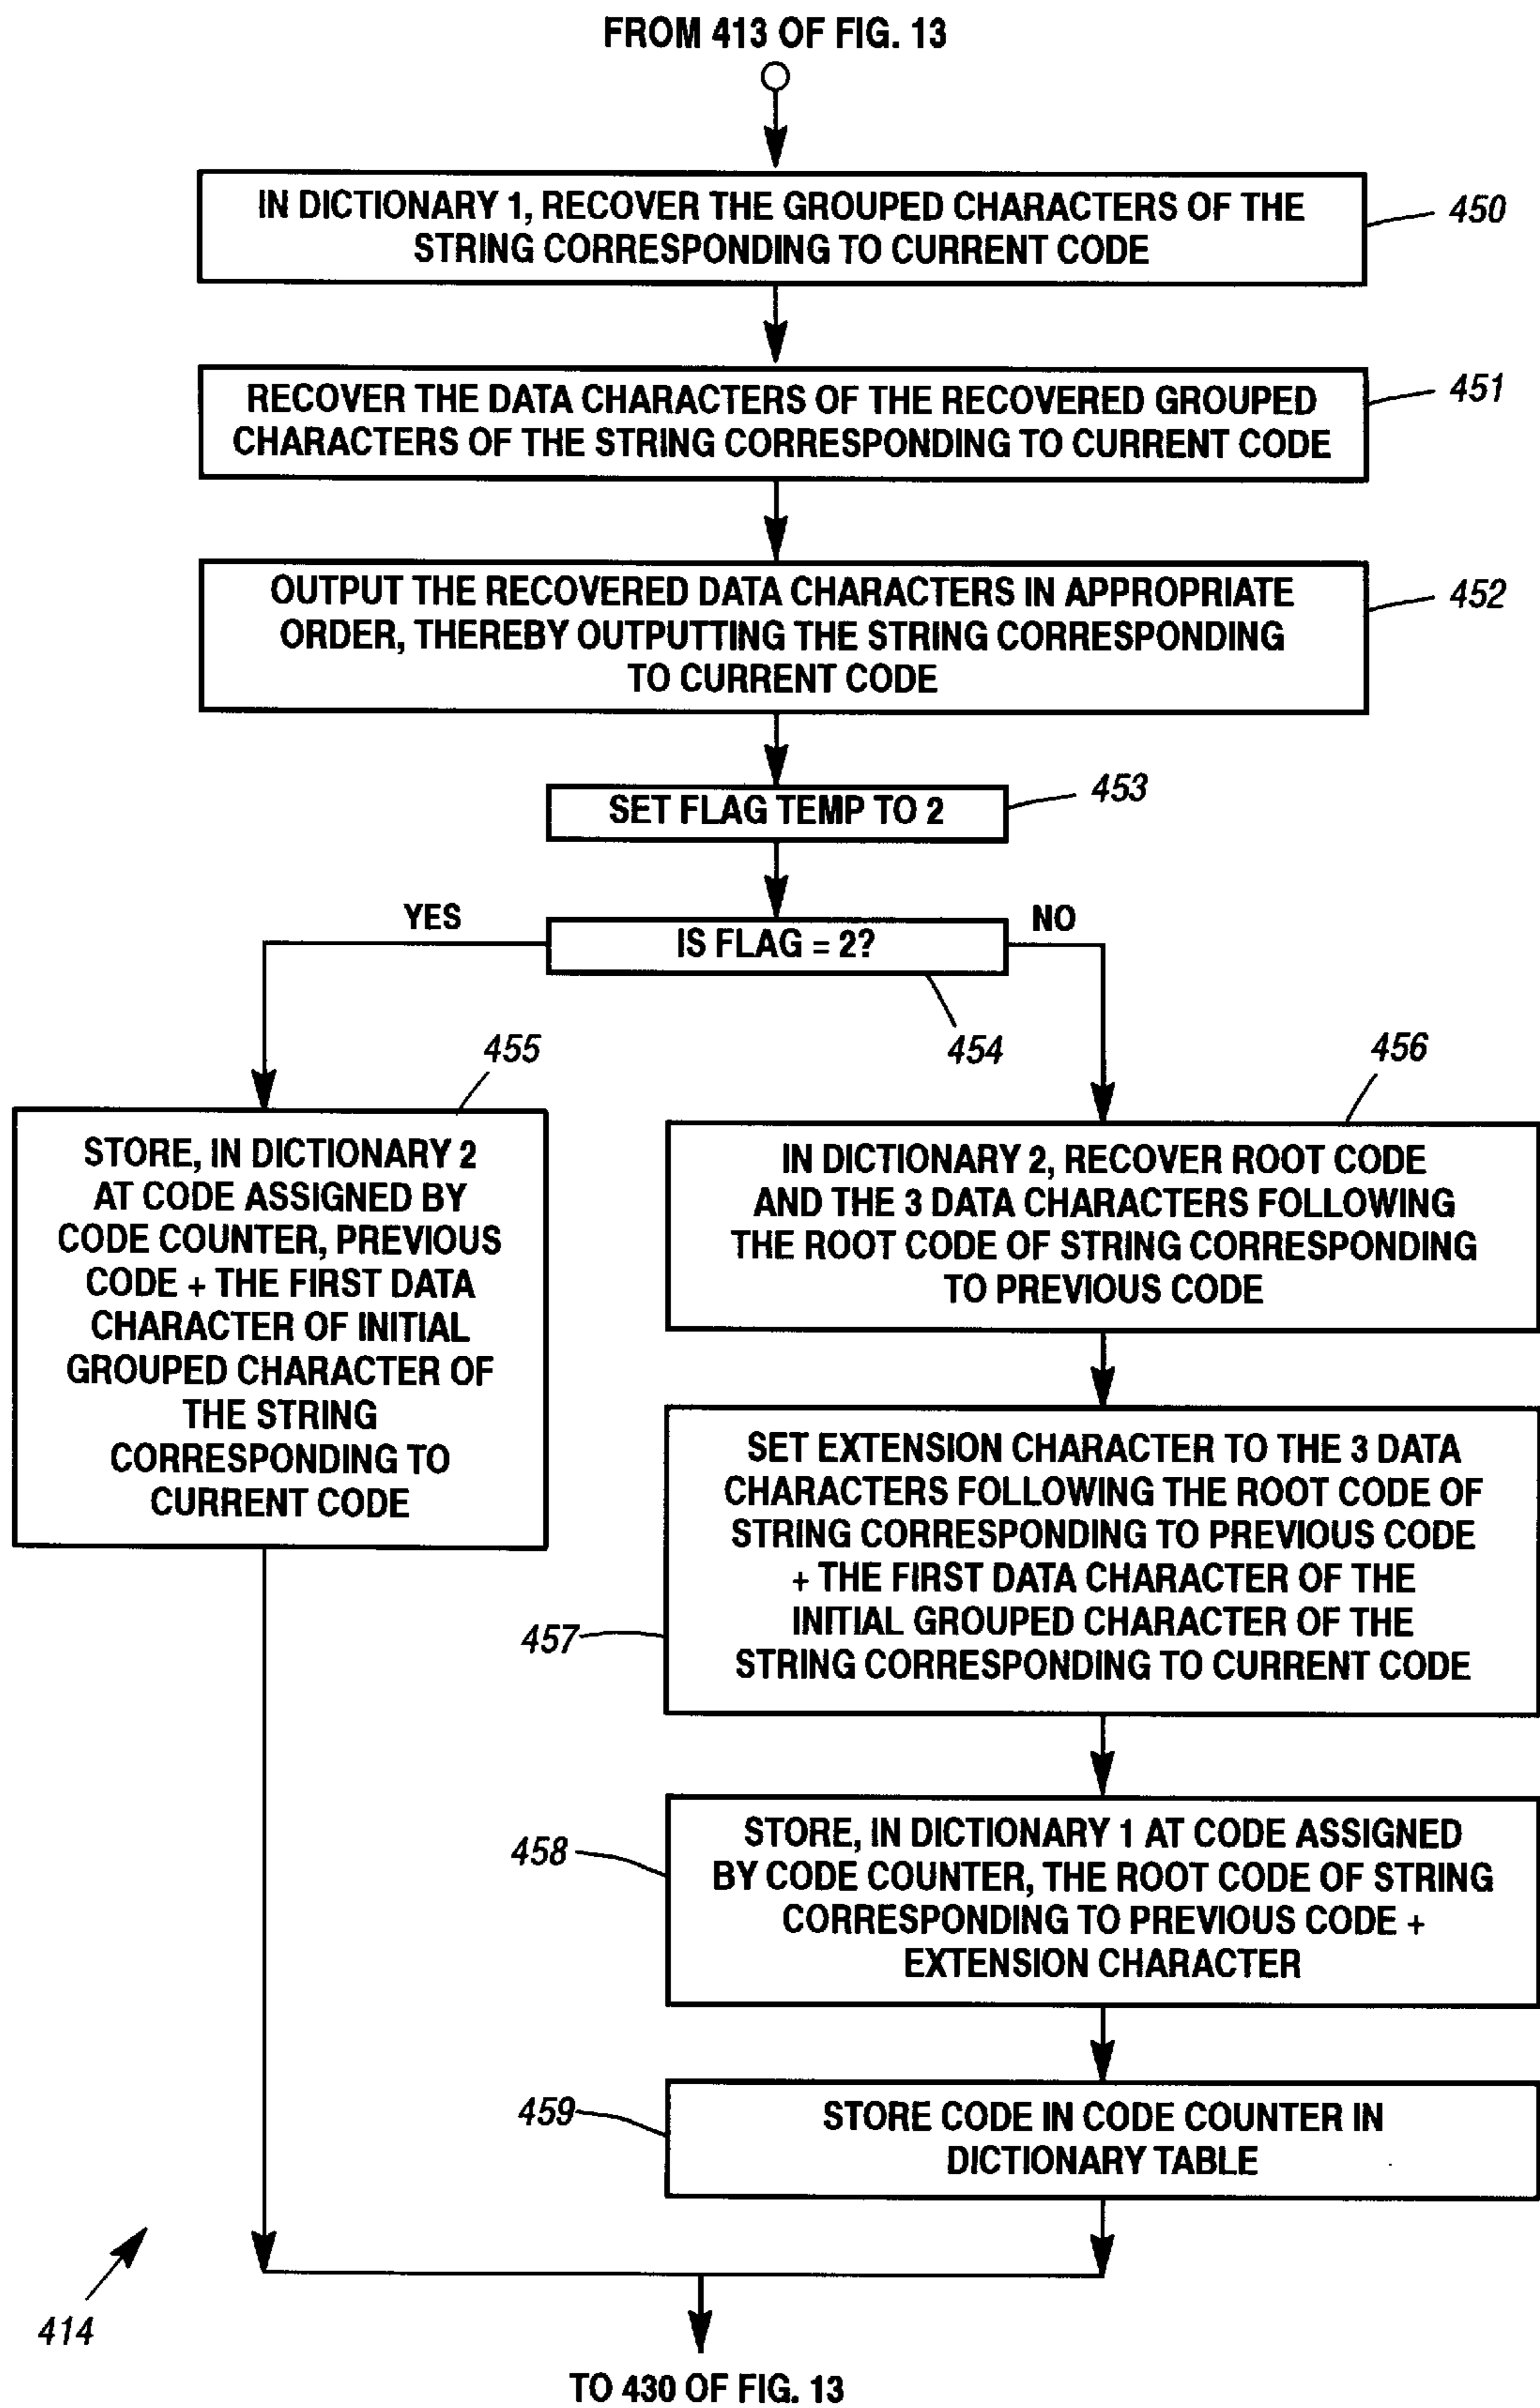 FROM 413 OF FIG. 13
IN DICTIONARY 1, RECOVER THE GROUPED CHARACTERS OF THE
STRING CORRESPONDING TO CURRENT CODE
450
RECOVER THE DATA CHARACTERS OF THE RECOVERED GROUPED
CHARACTERS OF THE STRING CORRESPONDING TO CURRENT CODE
451
OUTPUT THE RECOVERED DATA CHARACTERS IN APPROPRIATE
ORDER, THEREBY OUTPUTTING THE STRING CORRESPONDING
TO CURRENT CODE
452
SET FLAG TEMP TO 2
453
YES
IS FLAG = 2?
NO
454
455
STORE, IN DICTIONARY 2
AT CODE ASSIGNED BY
CODE COUNTER, PREVIOUS
CODE + THE FIRST DATA
CHARACTER OF INITIAL
GROUPED CHARACTER OF
THE STRING
CORRESPONDING TO
CURRENT CODE
456
IN DICTIONARY 2, RECOVER ROOT CODE
AND THE 3 DATA CHARACTERS FOLLOWING
THE ROOT CODE OF STRING CORRESPONDING
TO PREVIOUS CODE
SET EXTENSION CHARACTER TO THE 3 DATA
CHARACTERS FOLLOWING THE ROOT CODE OF
STRING CORRESPONDING TO PREVIOUS CODE
+ THE FIRST DATA CHARACTER OF THE
INITIAL GROUPED CHARACTER OF THE
STRING CORRESPONDING TO CURRENT CODE
457
STORE, IN DICTIONARY 1 AT CODE ASSIGNED
BY CODE COUNTER, THE ROOT CODE OF STRING
CORRESPONDING TO PREVIOUS CODE +
EXTENSION CHARACTER
458
STORE CODE IN CODE COUNTER IN
DICTIONARY TABLE
459
414
TO 430 OF FIG. 13